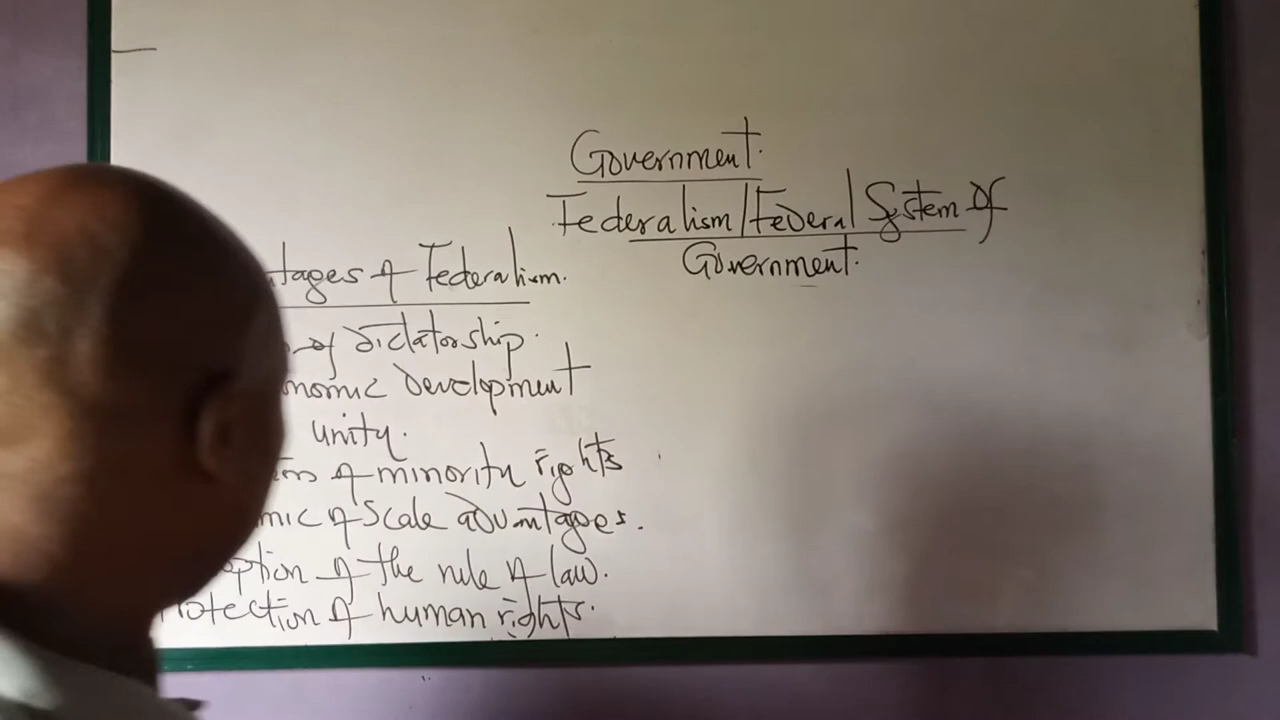 Government.
Federalism/Federal System of
Government.
tages of Federalism.
of dictatorship.
nomic development
unity.
of minority rights
mic of Scale advantages.
ption of the rule of law.
rotection of human rights.